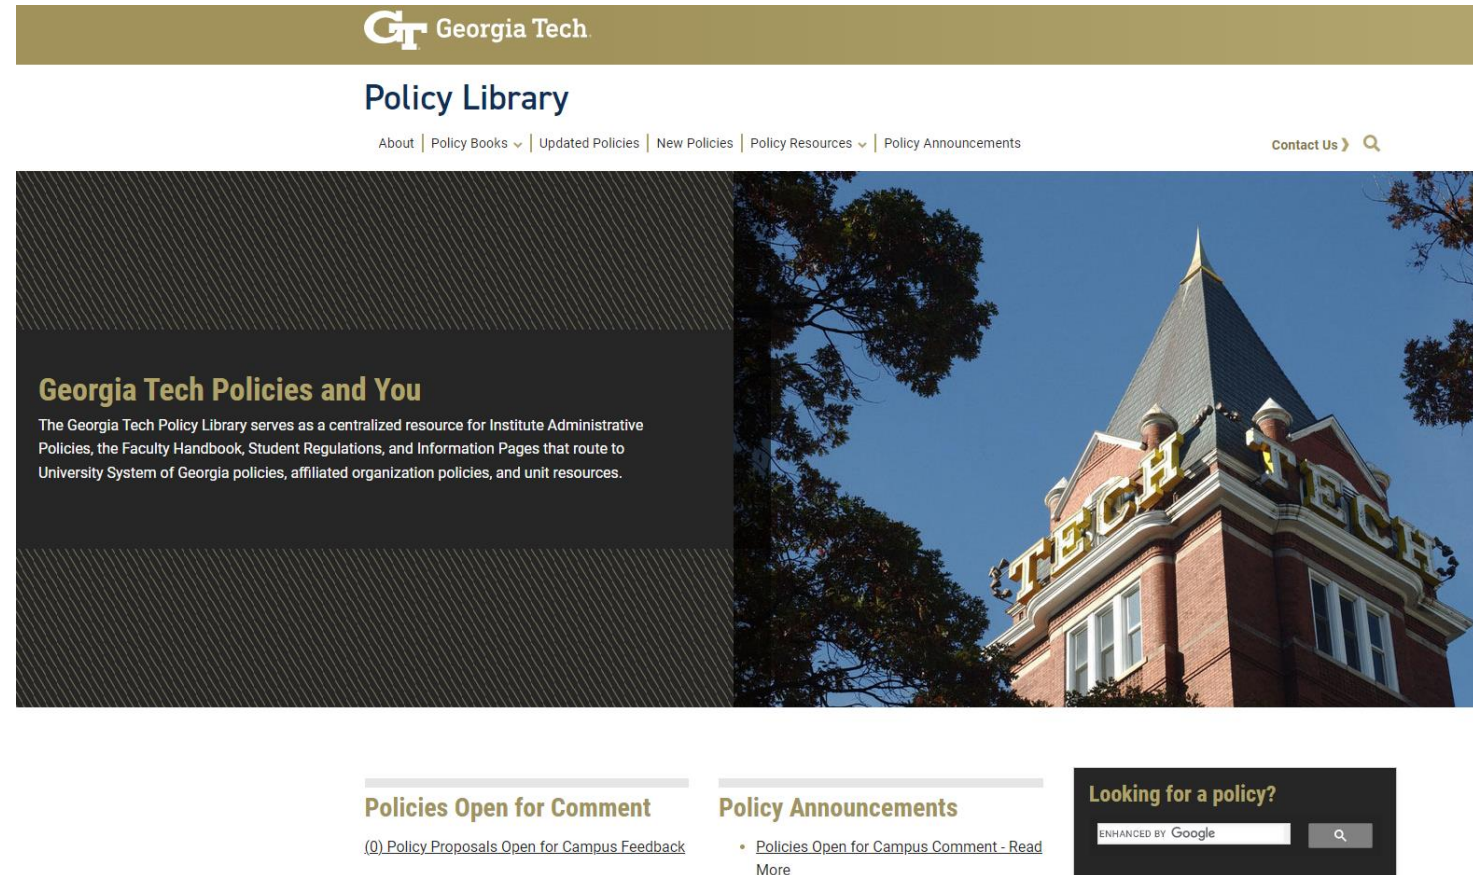 GT Georgia Tech
Policy Library
About | Policy Books | Updated Policies | New Policies | Policy Resources | Policy Announcements
Contact Us
Georgia Tech Policies and You
The Georgia Tech Policy Library serves as a centralized resource for Institute Administrative
Policies, the Faculty Handbook, Student Regulations, and Information Pages that route to
University System of Georgia policies, affiliated organization policies, and unit resources.
TECH TECH
Policies Open for Comment
(0) Policy Proposals Open for Campus Feedback
Policy Announcements
• Policies Open for Campus Comment - Read
More
Looking for a policy?
ENHANCED BY Google